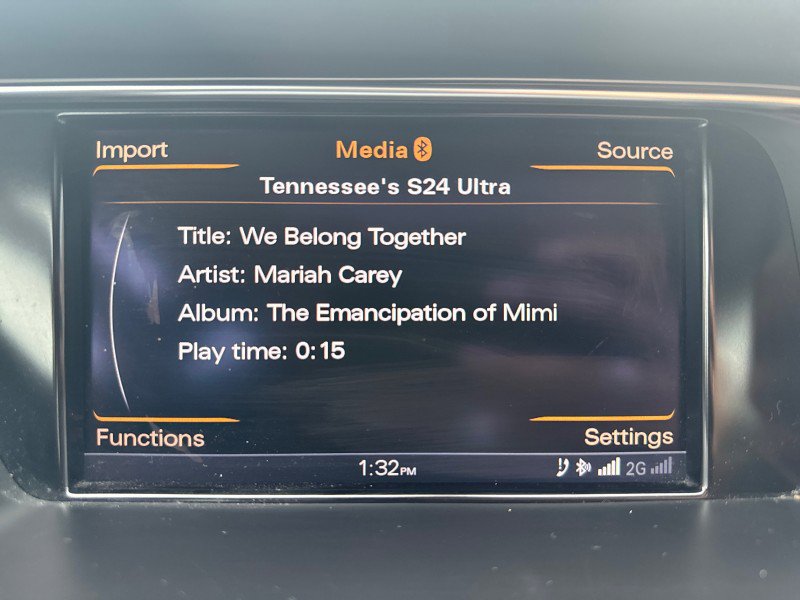 Import Media Source
Tennessee's S24 Ultra
Title: We Belong Together
Artist: Mariah Carey
Album: The Emancipation of Mimi
Play time: 0:15
Functions Settings
1:32PM 2G